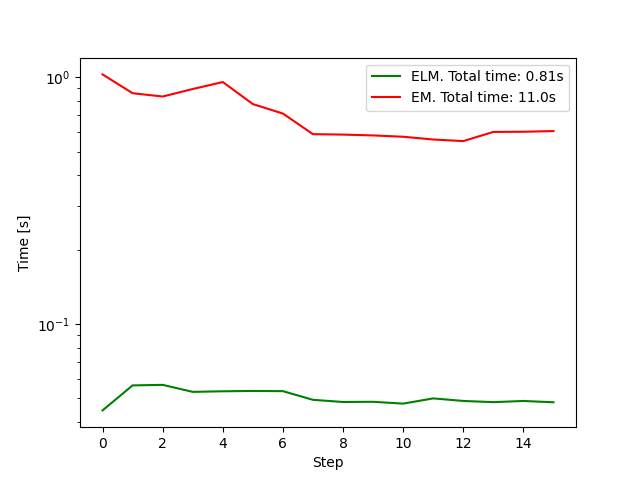 ELM. Total time: 0.81s
EM. Total time: 11.0s
10⁰
10⁻¹
Time [s]
0 2 4 6 8 10 12 14
Step